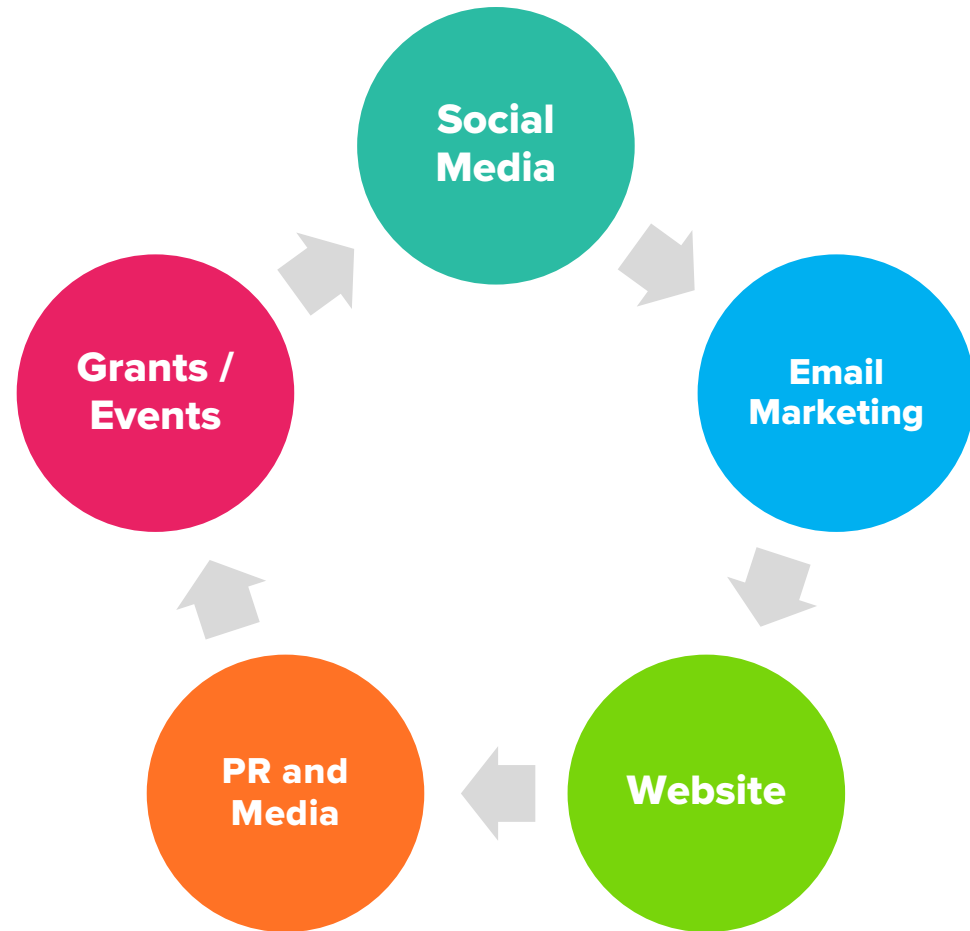 Social
Media
Email
Marketing
Website
PR and
Media
Grants /
Events